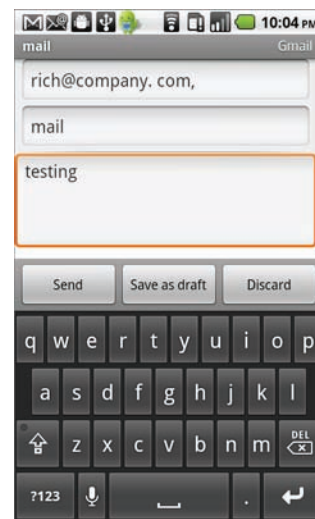 10:04 PM
mail Gmail
rich@company. com,
mail
testing
Send Save as draft Discard
q w e r t y u i o p
a s d f g h j k l
z x c v b n m DEL
?123 .